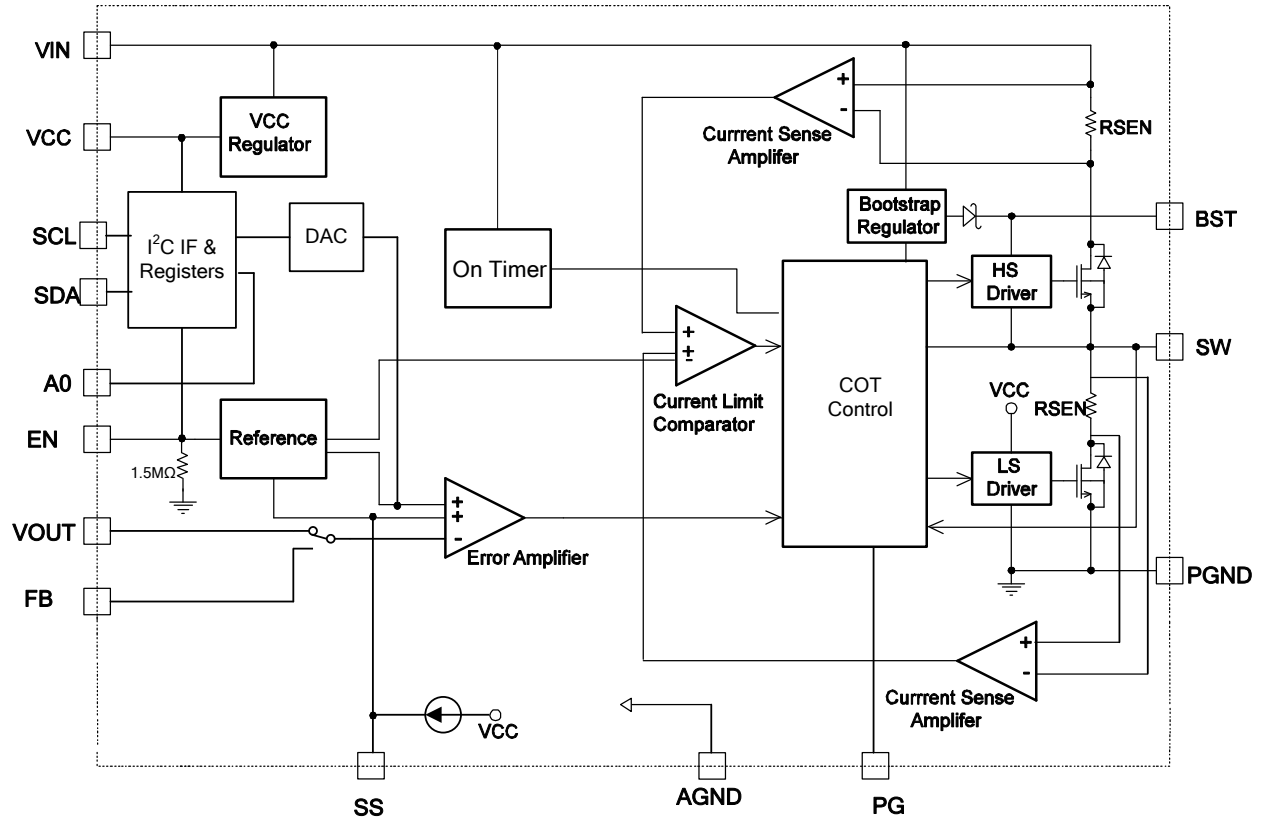 VIN
VCC
VCC
Regulator
SCL
SDA
I2C IF &
Registers
DAC
On Timer
A0
EN
1.5MΩ
Reference
VOUT
FB
+
+
-
Error Amplifier
VCC
SS
AGND
PG
+
-
Currrent Sense
Amplifer
+
+
-
Current Limit
Comparator
COT
Control
Bootstrap
Regulator
HS
Driver
RSEN
BST
SW
VCC
RSEN
LS
Driver
PGND
+
-
Currrent Sense
Amplifer